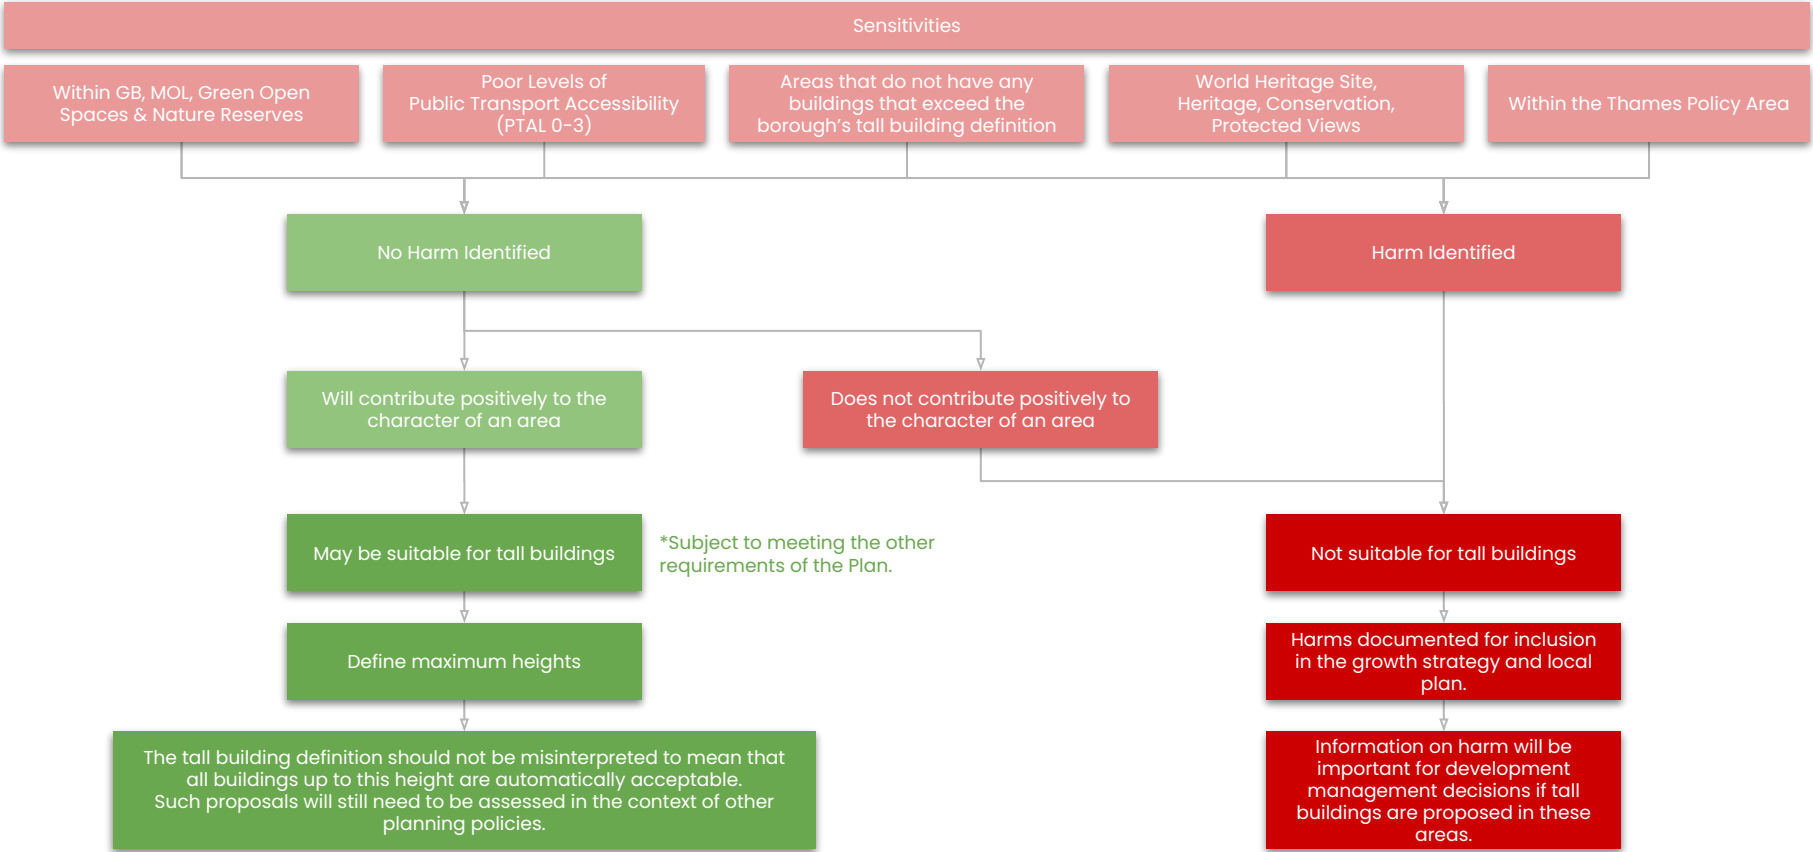 Sensitivities
Within GB, MOL, Green Open
Spaces & Nature Reserves
Poor Levels of
Public Transport Accessibility
(PTAL 0-3)
Areas that do not have any
buildings that exceed the
borough's tall building definition
World Heritage Site,
Heritage, Conservation,
Protected Views
Within the Thames Policy Area
No Harm Identified
Harm Identified
Will contribute positively to the
character of an area
Does not contribute positively to
the character of an area
May be suitable for tall buildings
*Subject to meeting the other
requirements of the Plan.
Not suitable for tall buildings
Define maximum heights
Harms documented for inclusion
in the growth strategy and local
plan.
The tall building definition should not be misinterpreted to mean that
all buildings up to this height are automatically acceptable.
Such proposals will still need to be assessed in the context of other
planning policies.
Information on harm will be
important for development
management decisions if tall
buildings are proposed in these
areas.